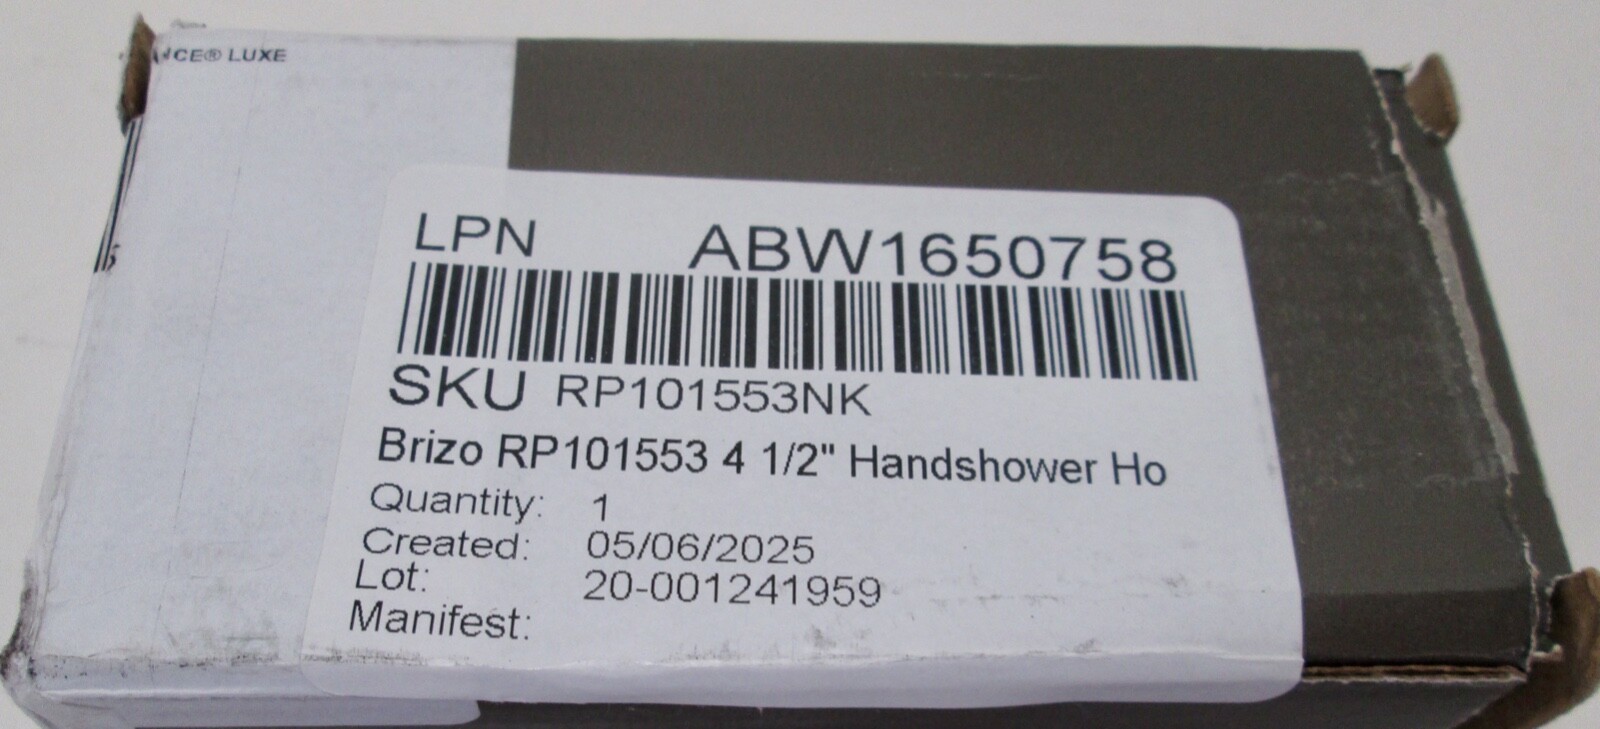 LUXE
LPN ABW1650758
SKU RP101553NK
Brizo RP101553 4 1/2" Handshower Ho
Quantity: 1
Created: 05/06/2025
Lot: 20-001241959
Manifest: